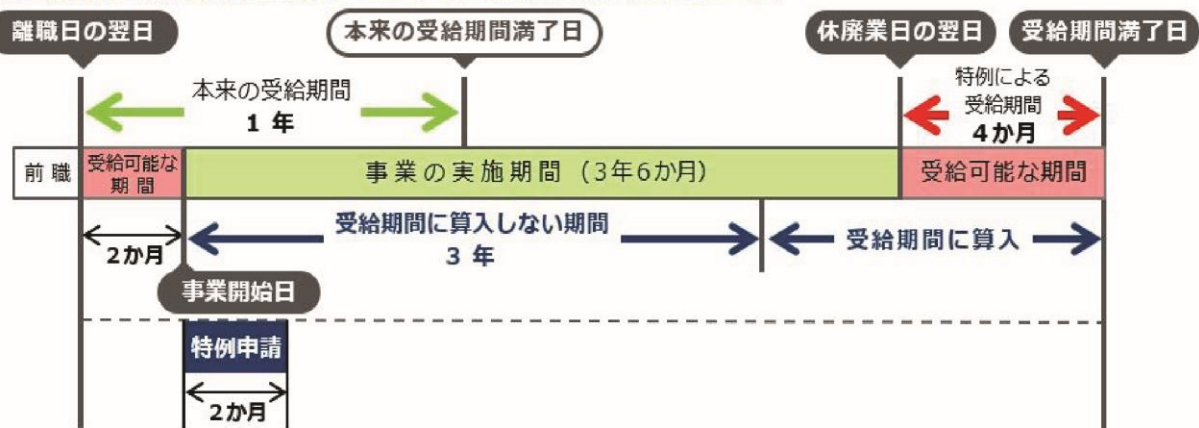 離職日の翌日
本来の受給期間満了日
休廃業日の翌日
受給期間満了日
本来の受給期間
1 年
特例による
受給期間
4か月
前職
受給可能な
期間
事業の実施期間（3年6か月）
受給可能な期間
2か月
受給期間に算入しない期間
3 年
受給期間に算入
事業開始日
特例申請
2か月